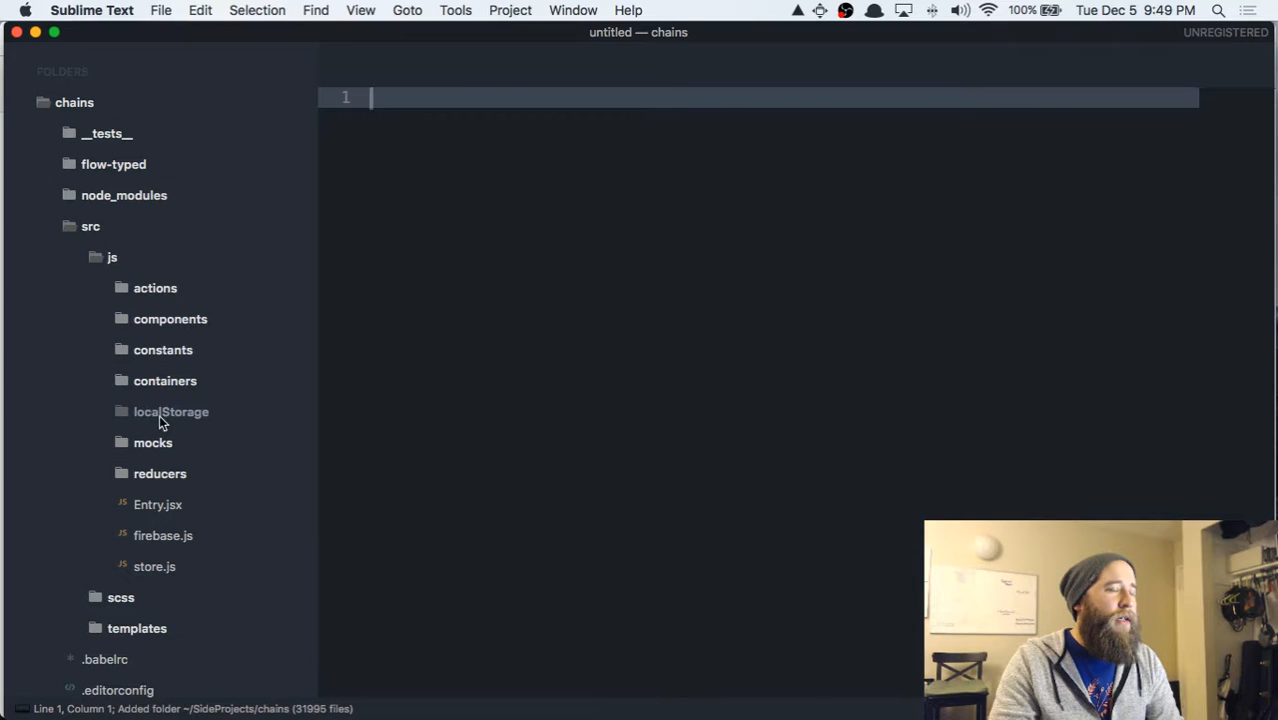 Sublime Text File Edit Selection Find View Goto Tools Project Window Help 100% Tue Dec 5 9:49 PM
untitled — chains UNREGISTERED
FOLDERS
chains
1
__tests__
flow-typed
node_modules
src
js
actions
components
constants
containers
localStorage
mocks
reducers
JS Entry.jsx
JS firebase.js
JS store.js
scss
templates
* .babelrc
</> .editorconfig
Line 1, Column 1; Added folder ~/SideProjects/chains (31995 files)